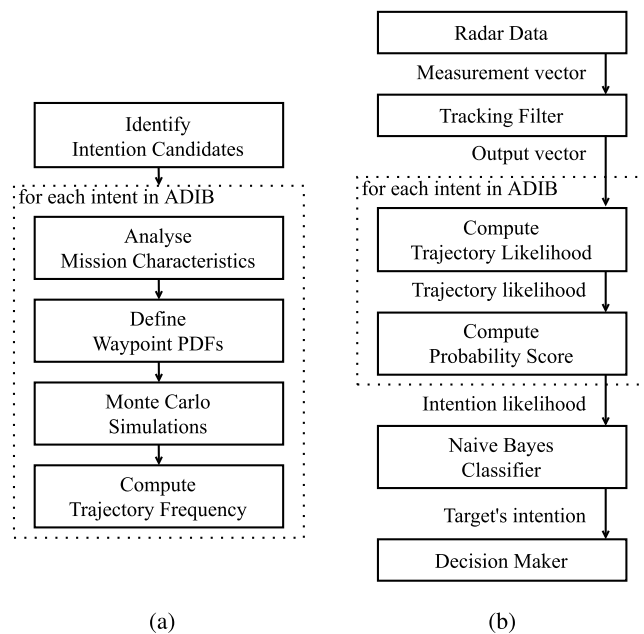 Identify
Intention Candidates
for each intent in ADIB
Analyse
Mission Characteristics
Define
Waypoint PDFs
Monte Carlo
Simulations
Compute
Trajectory Frequency
(a)
Radar Data
Measurement vector
Tracking Filter
Output vector
for each intent in ADIB
Compute
Trajectory Likelihood
Trajectory likelihood
Compute
Probability Score
Intention likelihood
Naive Bayes
Classifier
Target's intention
Decision Maker
(b)